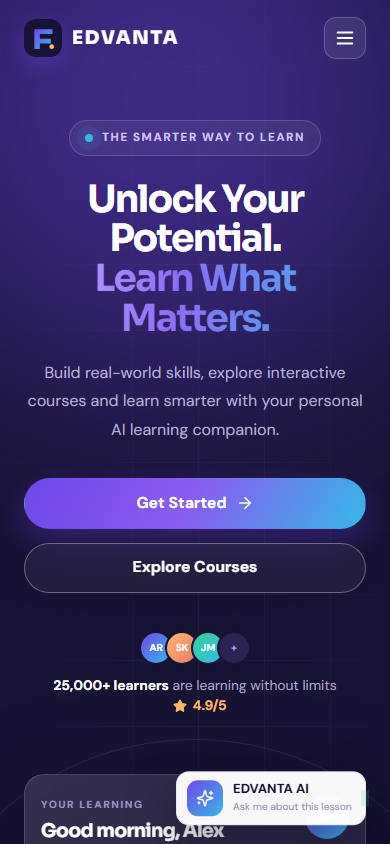 EDVANTA
THE SMARTER WAY TO LEARN
Unlock Your
Potential.
Learn What
Matters.
Build real-world skills, explore interactive
courses and learn smarter with your personal
AI learning companion.
Get Started →
Explore Courses
AR SK JM +
25,000+ learners are learning without limits
4.9/5
YOUR LEARNING
Good morning, Alex
EDVANTA AI
Ask me about this lesson